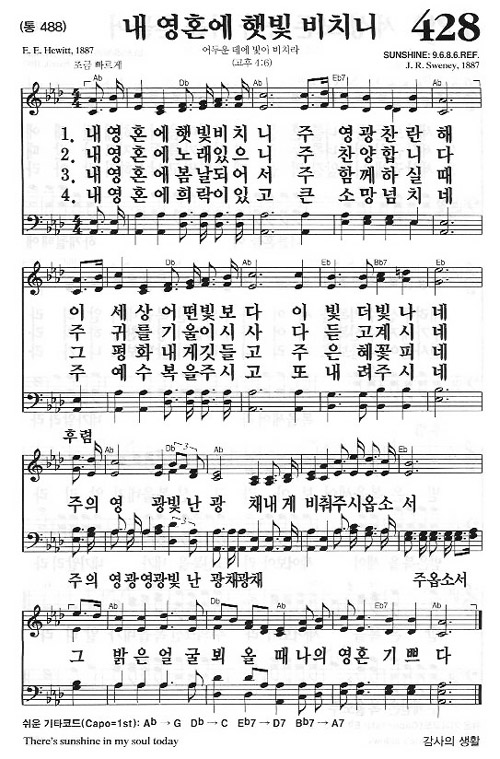 (통 488)
내 영혼에 햇빛 비치니
428
E. E. Hewitt, 1887
어두운 데에 빛이 비치라
(고후 4:6)
SUNSHINE: 9.6.8.6.REF.
J. R. Sweney, 1887
조금 빠르게
Ab Db Ab Eb7 Ab
1. 내 영혼에 햇빛비치 니 주 영광찬란 해
2. 내 영혼에 노래있으 니 주 찬양합니 다
3. 내 영혼에 봄날되어 서 주 함께하실 때
4. 내 영혼에 희락이있 고 큰 소망넘치 네
Db Ab Eb Bb7 Eb
이 세상어떤빛보 다 이 빛 더빛나 네
주 귀를기울이시 사 다 듣 고계시 네
그 평화내게깃들 고 주 은 혜꽃피 네
주 예수복을주시 고 또 내 려주시 네
후렴
Eb Ab Db 3 Ab Eb
주의 영 광빛 난 광 채내 게 비춰주시옵소 서
3
주의 영광영광빛 난 광채광채 주옵소서
Ab Db Ab Eb7 Ab
그 밝 은 얼 굴 뵈 올 때 나의 영혼 기 쁘 다
쉬운 기타코드(Capo=1st): Ab → G Db → C Eb7 → D7 Bb7 → A7
There's sunshine in my soul today
감사의 생활